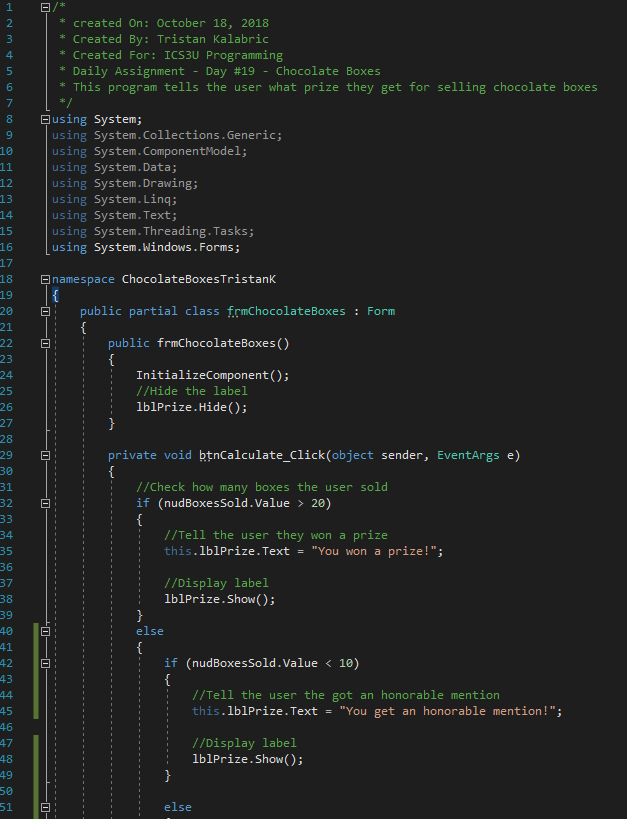 1 /*
2 * created On: October 18, 2018
3 * Created By: Tristan Kalabric
4 * Created For: ICS3U Programming
5 * Daily Assignment - Day #19 - Chocolate Boxes
6 * This program tells the user what prize they get for selling chocolate boxes
7 */
8 using System;
9 using System.Collections.Generic;
10 using System.ComponentModel;
11 using System.Data;
12 using System.Drawing;
13 using System.Linq;
14 using System.Text;
15 using System.Threading.Tasks;
16 using System.Windows.Forms;
17
18 namespace ChocolateBoxesTristanK
19 {
20 public partial class frmChocolateBoxes : Form
21 {
22 public frmChocolateBoxes()
23 {
24 InitializeComponent();
25 //Hide the label
26 lblPrize.Hide();
27 }
28
29 private void btnCalculate_Click(object sender, EventArgs e)
30 {
31 //Check how many boxes the user sold
32 if (nudBoxesSold.Value > 20)
33 {
34 //Tell the user they won a prize
35 this.lblPrize.Text = "You won a prize!";
36
37 //Display label
38 lblPrize.Show();
39 }
40 else
41 {
42 if (nudBoxesSold.Value < 10)
43 {
44 //Tell the user the got an honorable mention
45 this.lblPrize.Text = "You get an honorable mention!";
46
47 //Display label
48 lblPrize.Show();
49 }
50
51 else